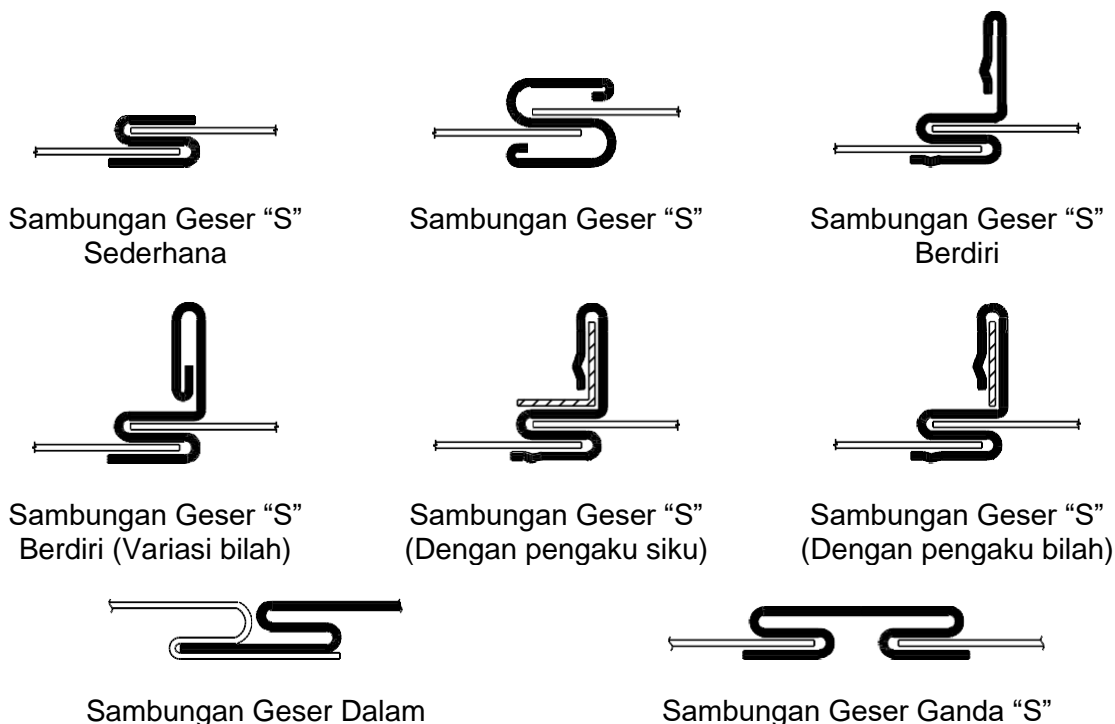 Sambungan Geser “S”
Sederhana
Sambungan Geser “S”
Sambungan Geser “S”
Berdiri
Sambungan Geser “S”
Berdiri (Variasi bilah)
Sambungan Geser “S”
(Dengan pengaku siku)
Sambungan Geser “S”
(Dengan pengaku bilah)
Sambungan Geser Dalam
Sambungan Geser Ganda “S”